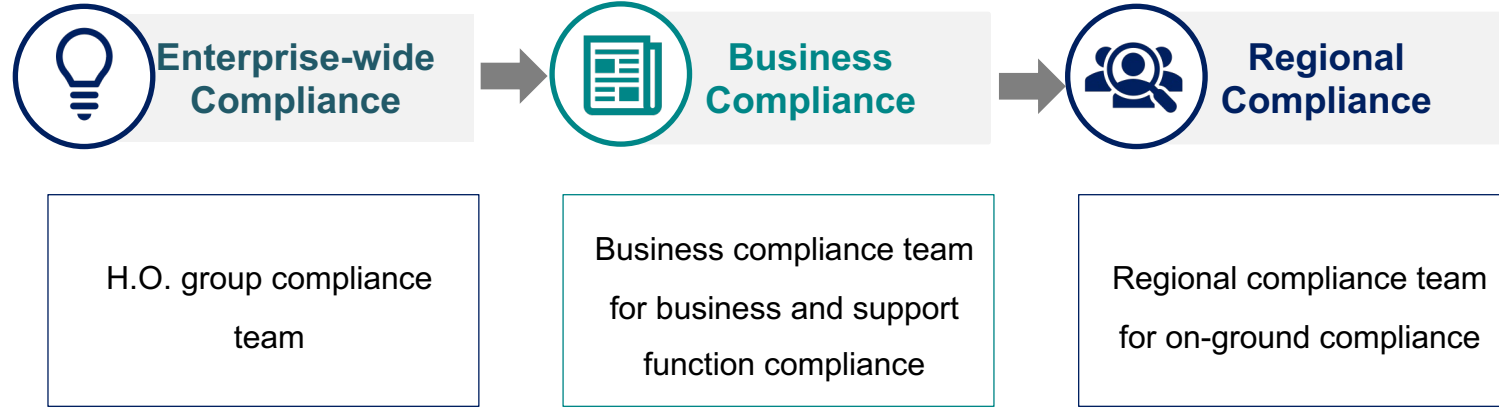 Enterprise-wide
Compliance
Business
Compliance
Regional
Compliance
H.O. group compliance
team
Business compliance team
for business and support
function compliance
Regional compliance team
for on-ground compliance